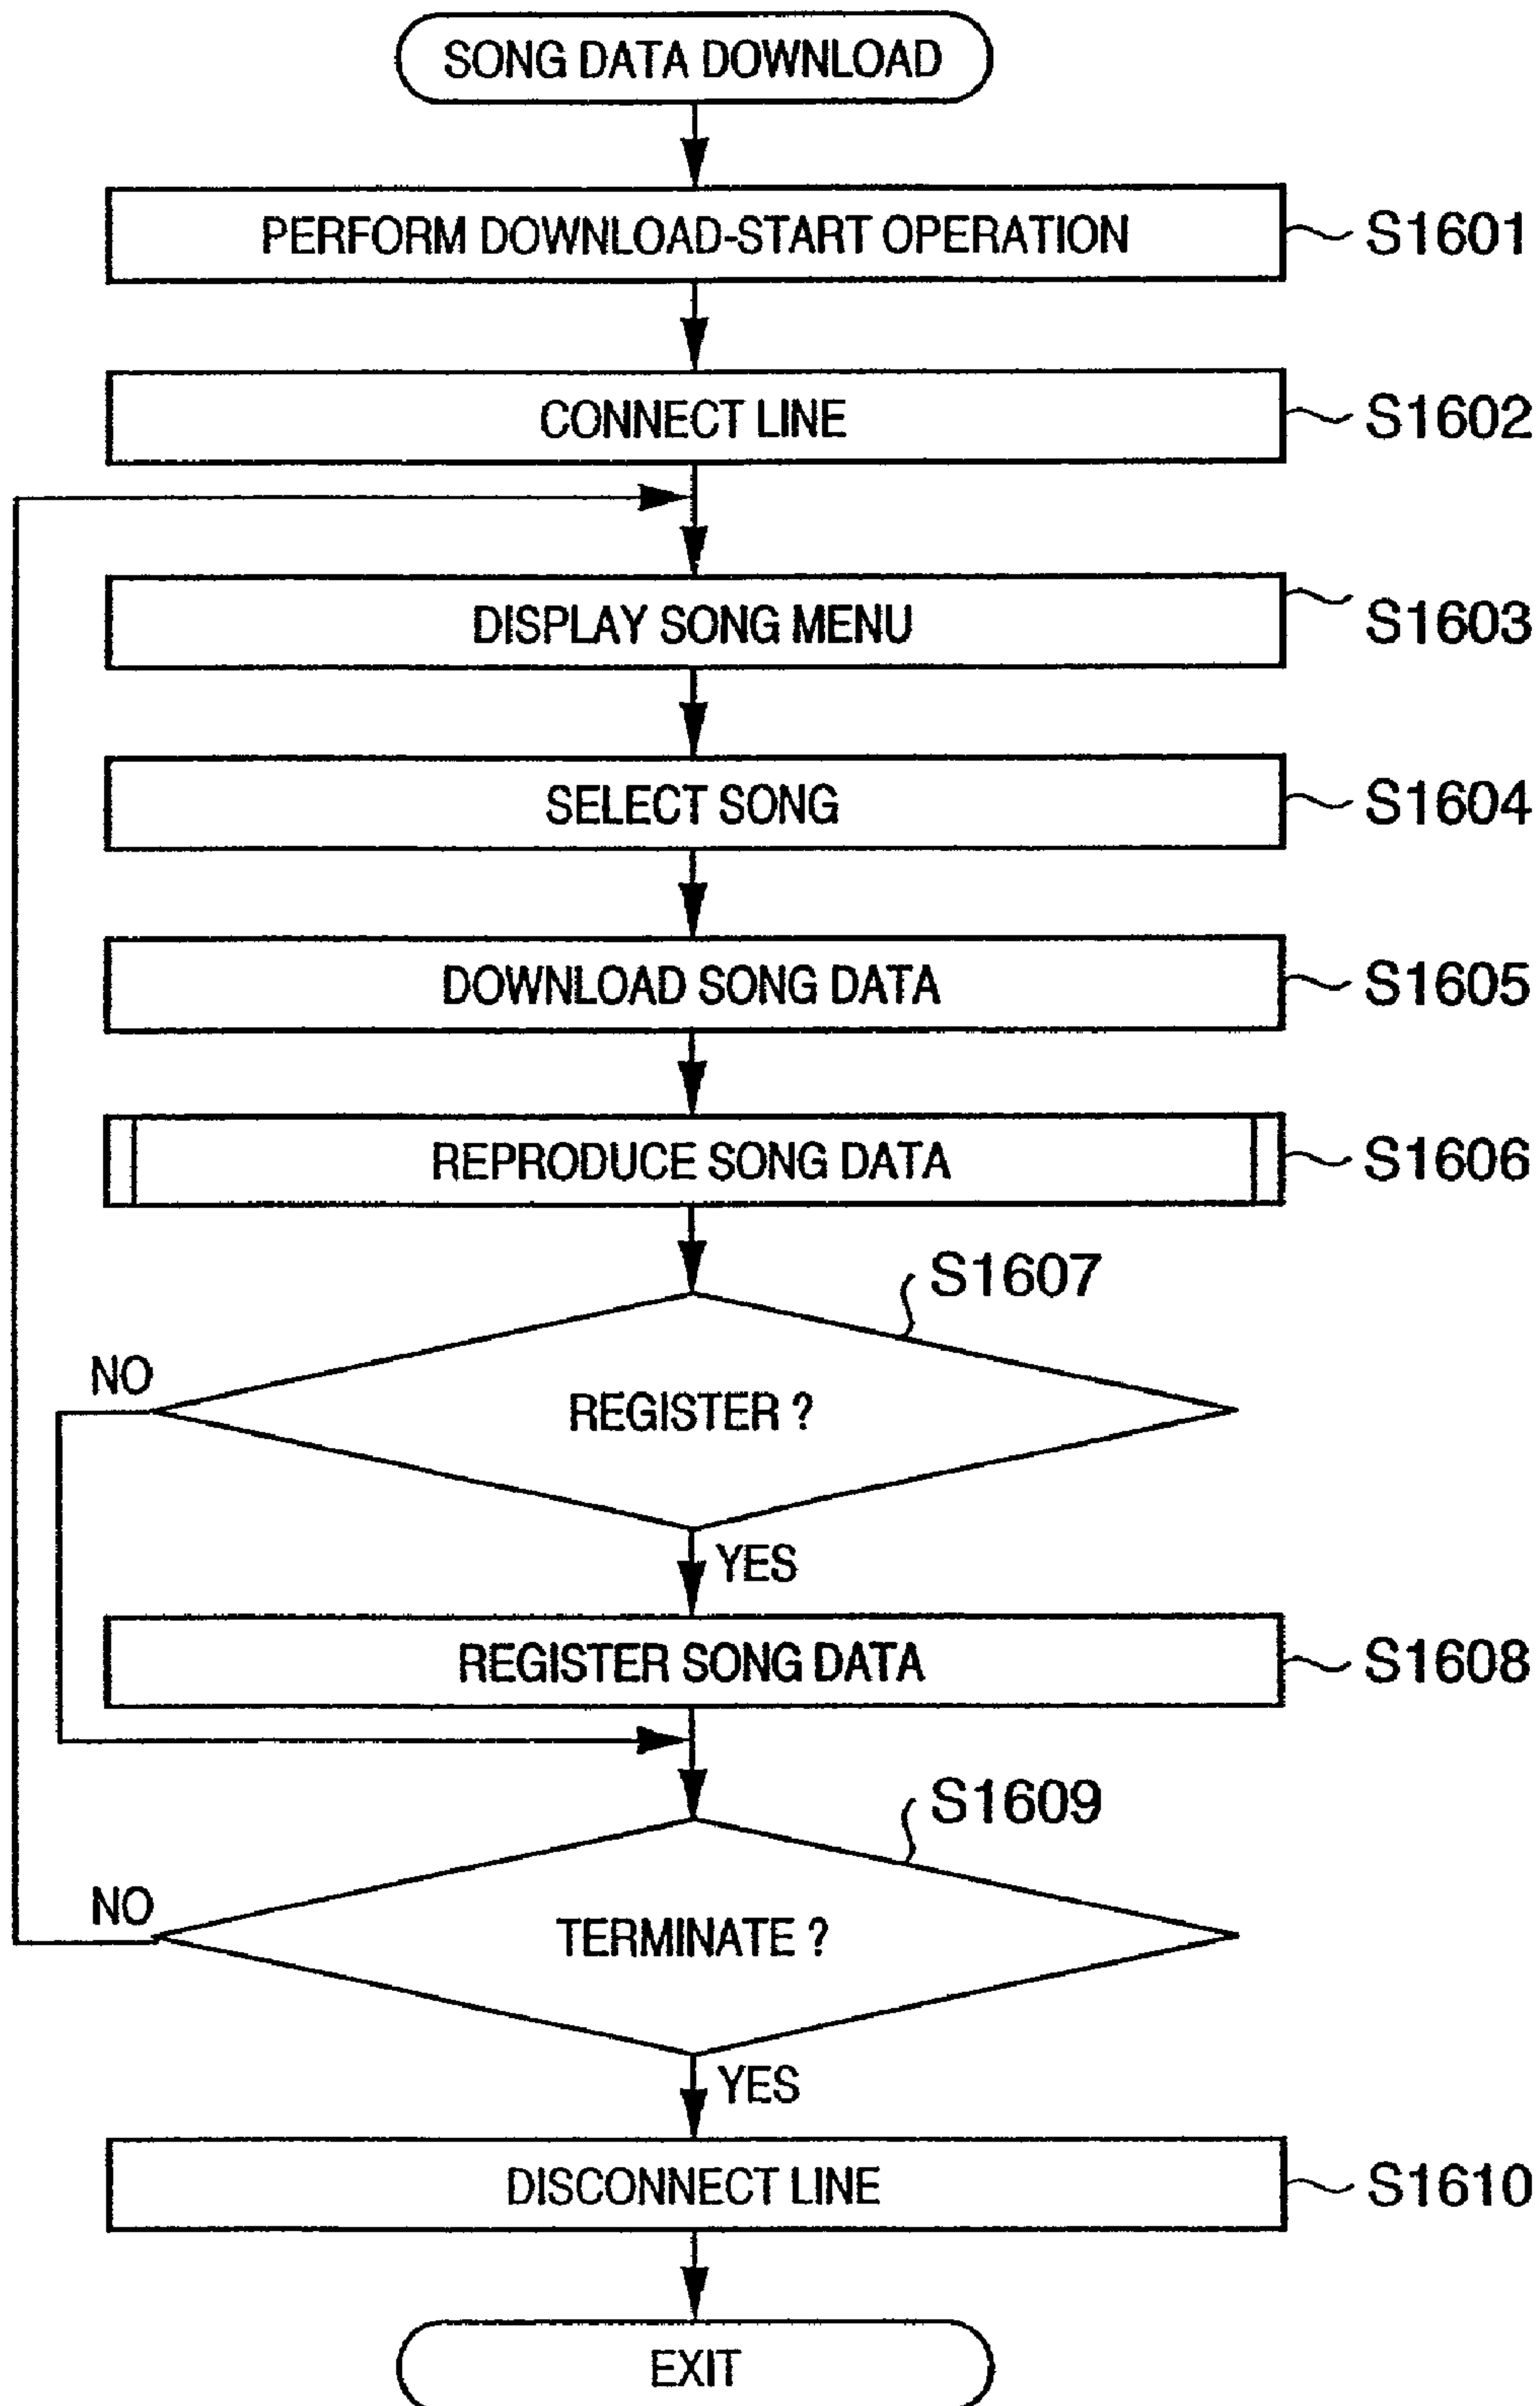 SONG DATA DOWNLOAD
PERFORM DOWNLOAD-START OPERATION
S1601
CONNECT LINE
S1602
DISPLAY SONG MENU
S1603
SELECT SONG
S1604
DOWNLOAD SONG DATA
S1605
REPRODUCE SONG DATA
S1606
S1607
NO
REGISTER ?
YES
REGISTER SONG DATA
S1608
S1609
NO
TERMINATE ?
YES
DISCONNECT LINE
S1610
EXIT